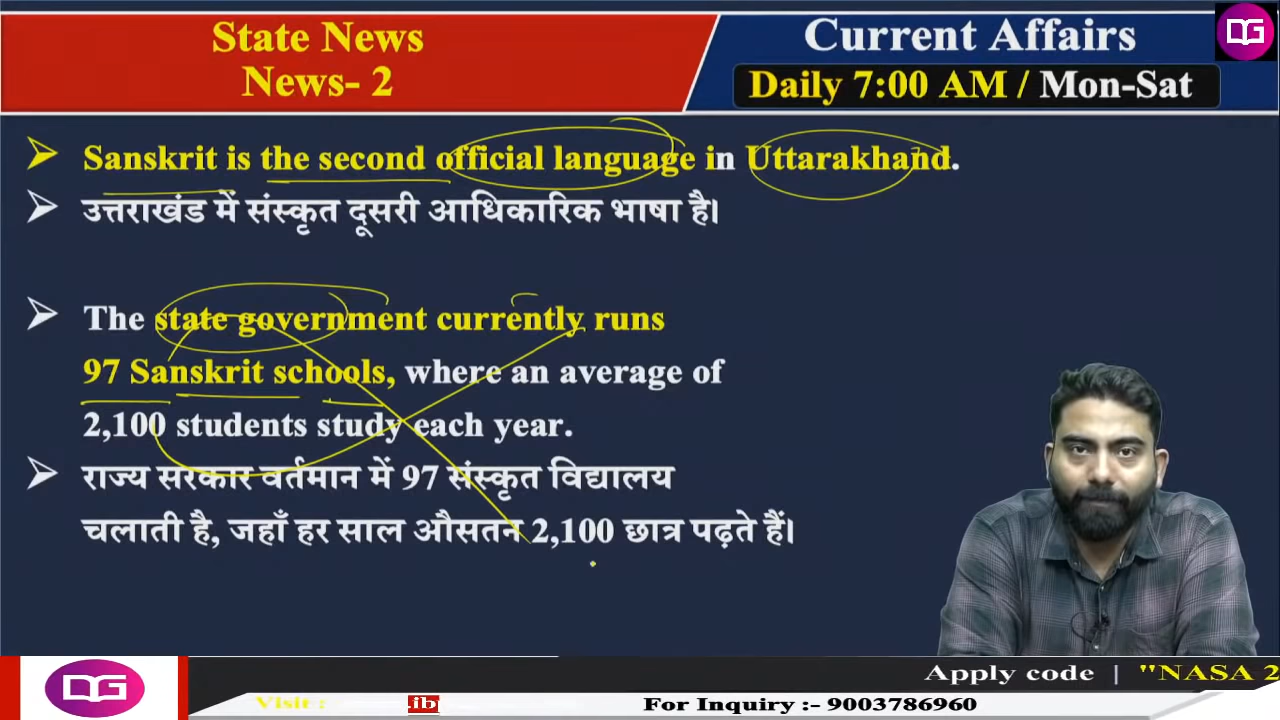 State News
News- 2
Current Affairs
Daily 7:00 AM / Mon-Sat
DG
Sanskrit is the second official language in Uttarakhand.
उत्तराखंड में संस्कृत दूसरी आधिकारिक भाषा है।
The state government currently runs
97 Sanskrit schools, where an average of
2,100 students study each year.
राज्य सरकार वर्तमान में 97 संस्कृत विद्यालय
चलाती है, जहाँ हर साल औसतन 2,100 छात्र पढ़ते हैं।
Apply code | "NASA 2
DG
Visit : ib
For Inquiry :- 9003786960